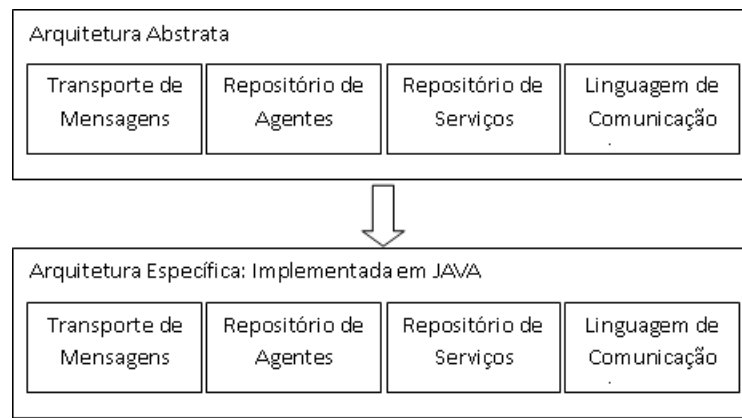 Arquitetura Abstrata
Transporte de
Mensagens
Repositório de
Agentes
Repositório de
Serviços
Linguagem de
Comunicação
Arquitetura Específica: Implementada em JAVA
Transporte de
Mensagens
Repositório de
Agentes
Repositório de
Serviços
Linguagem de
Comunicação